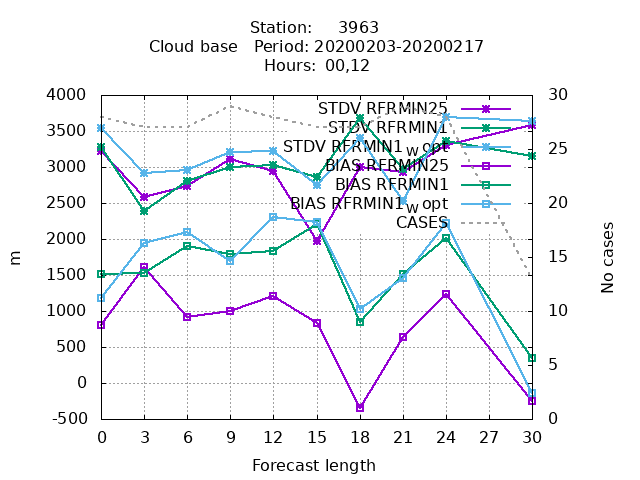 Station: 3963
Cloud base Period: 20200203-20200217
Hours: 00,12
4000
3500
3000
2500
2000
1500
1000
500
0
-500
m
30
25
20
15
10
5
0
No cases
STDV RFRMIN25
STDV RFRMIN1
STDV RFRMIN1_W opt
BIAS RFRMIN25
BIAS RFRMIN1
BIAS RFRMIN1_W opt
CASES
0 3 6 9 12 15 18 21 24 27 30
Forecast length